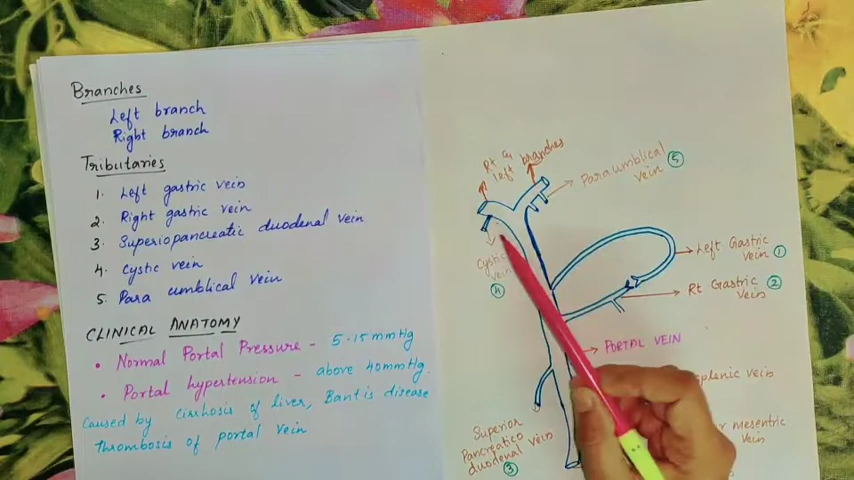 Branches
Left branch
Right branch
Tributaries
1. Left gastric vein
2. Right gastric vein
3. Superiopancreatic duodenal vein
4. Cystic vein
5. Para umblical vein
CLINICAL ANATOMY
• Normal Portal Pressure - 5-15 mmHg
• Portal hypertension - above 40mmHg.
Caused by cirrhosis of liver, Banti's disease
thrombosis of portal vein
Rt &
left branches
Paraumblical
vein 5
Cystic
vein
4
Left Gastric
vein 1
Rt Gastric
vein 2
PORTAL VEIN
splenic vein
mesentric
vein
Superior
Pancreatico
duodenal vein
3